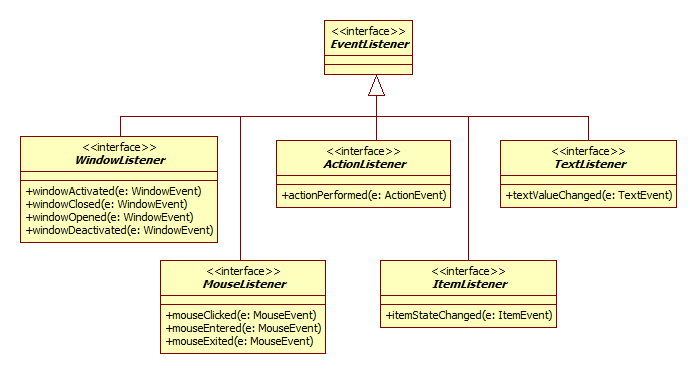 <<interface>>
EventListener
<<interface>>
WindowListener
+windowActivated(e: WindowEvent)
+windowClosed(e: WindowEvent)
+windowOpened(e: WindowEvent)
+windowDeactivated(e: WindowEvent)
<<interface>>
ActionListener
+actionPerformed(e: ActionEvent)
<<interface>>
TextListener
+textValueChanged(e: TextEvent)
<<interface>>
MouseListener
+mouseClicked(e: MouseEvent)
+mouseEntered(e: MouseEvent)
+mouseExited(e: MouseEvent)
<<interface>>
ItemListener
+itemStateChanged(e: ItemEvent)